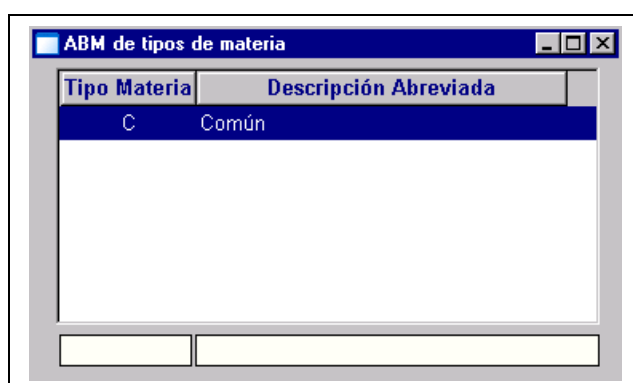 ABM de tipos de materia
Tipo Materia Descripción Abreviada
C Común